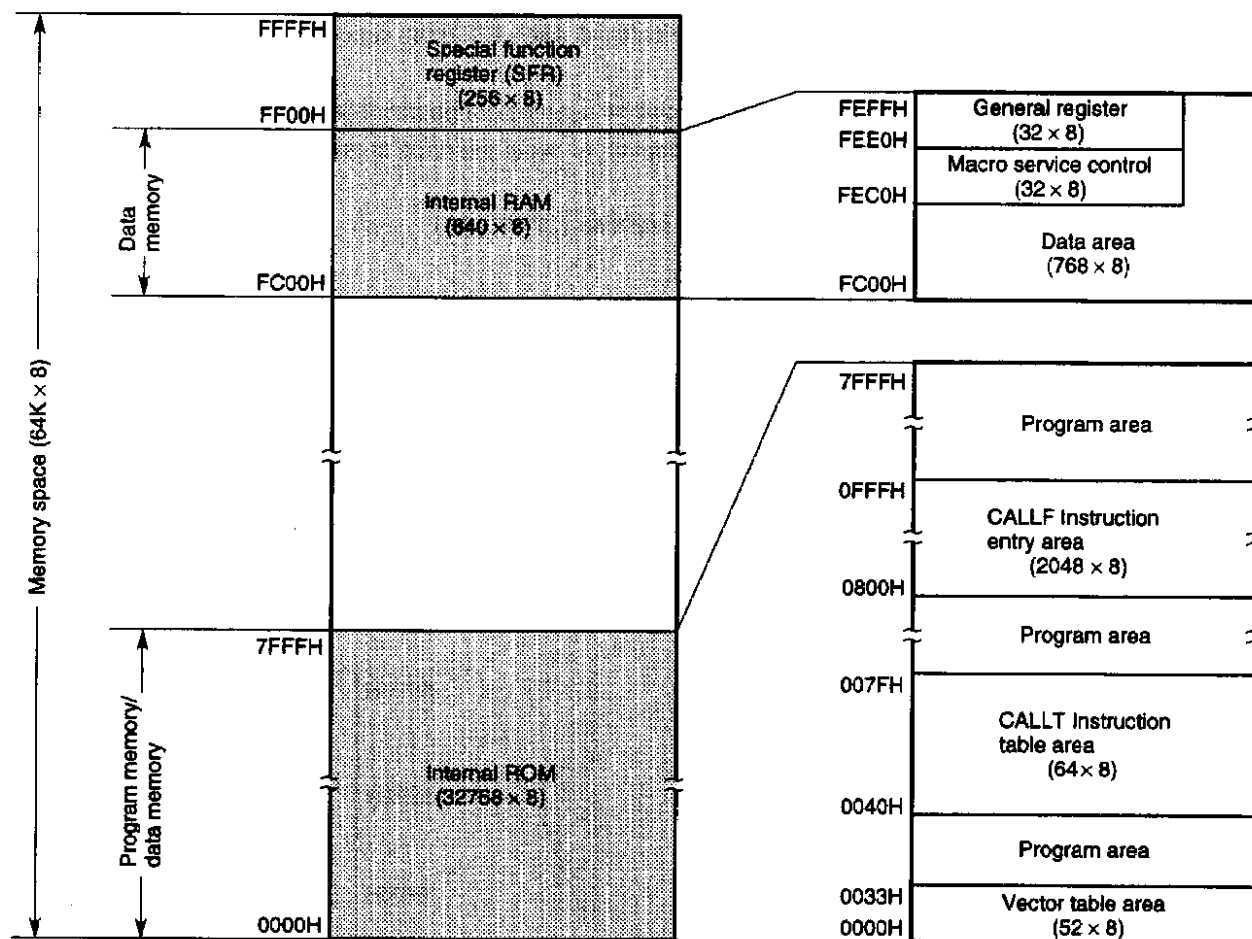 FFFFH
Special function
register (SFR)
(256 × 8)
FF00H
Data
memory
Internal RAM
× 8)
FC00H
Memory space (64K × 8)
7FFFH
Program memory/
data memory
Internal ROM
(32768 × 8)
0000H
FEFFH
General register
(32 × 8)
FEE0H
Macro service control
(32 × 8)
FEC0H
Data area
(768 × 8)
FC00H
7FFFH
Program area
0FFFH
CALLF Instruction
entry area
(2048 × 8)
0800H
Program area
007FH
CALLT Instruction
table area
(64 × 8)
0040H
Program area
0033H
Vector table area
(52 × 8)
0000H